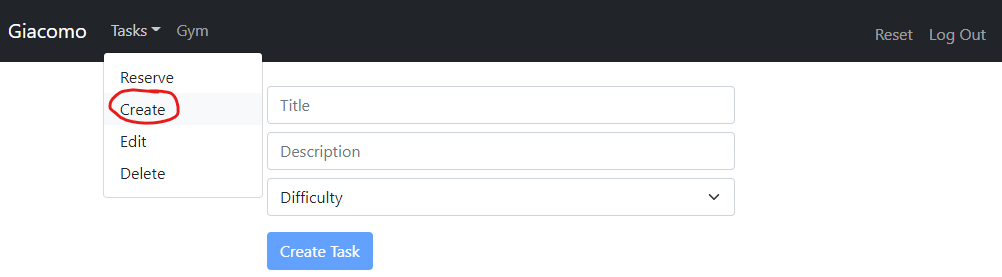 Giacomo Tasks Gym Reset Log Out
Reserve
Create
Edit
Delete
Title
Description
Difficulty
Create Task